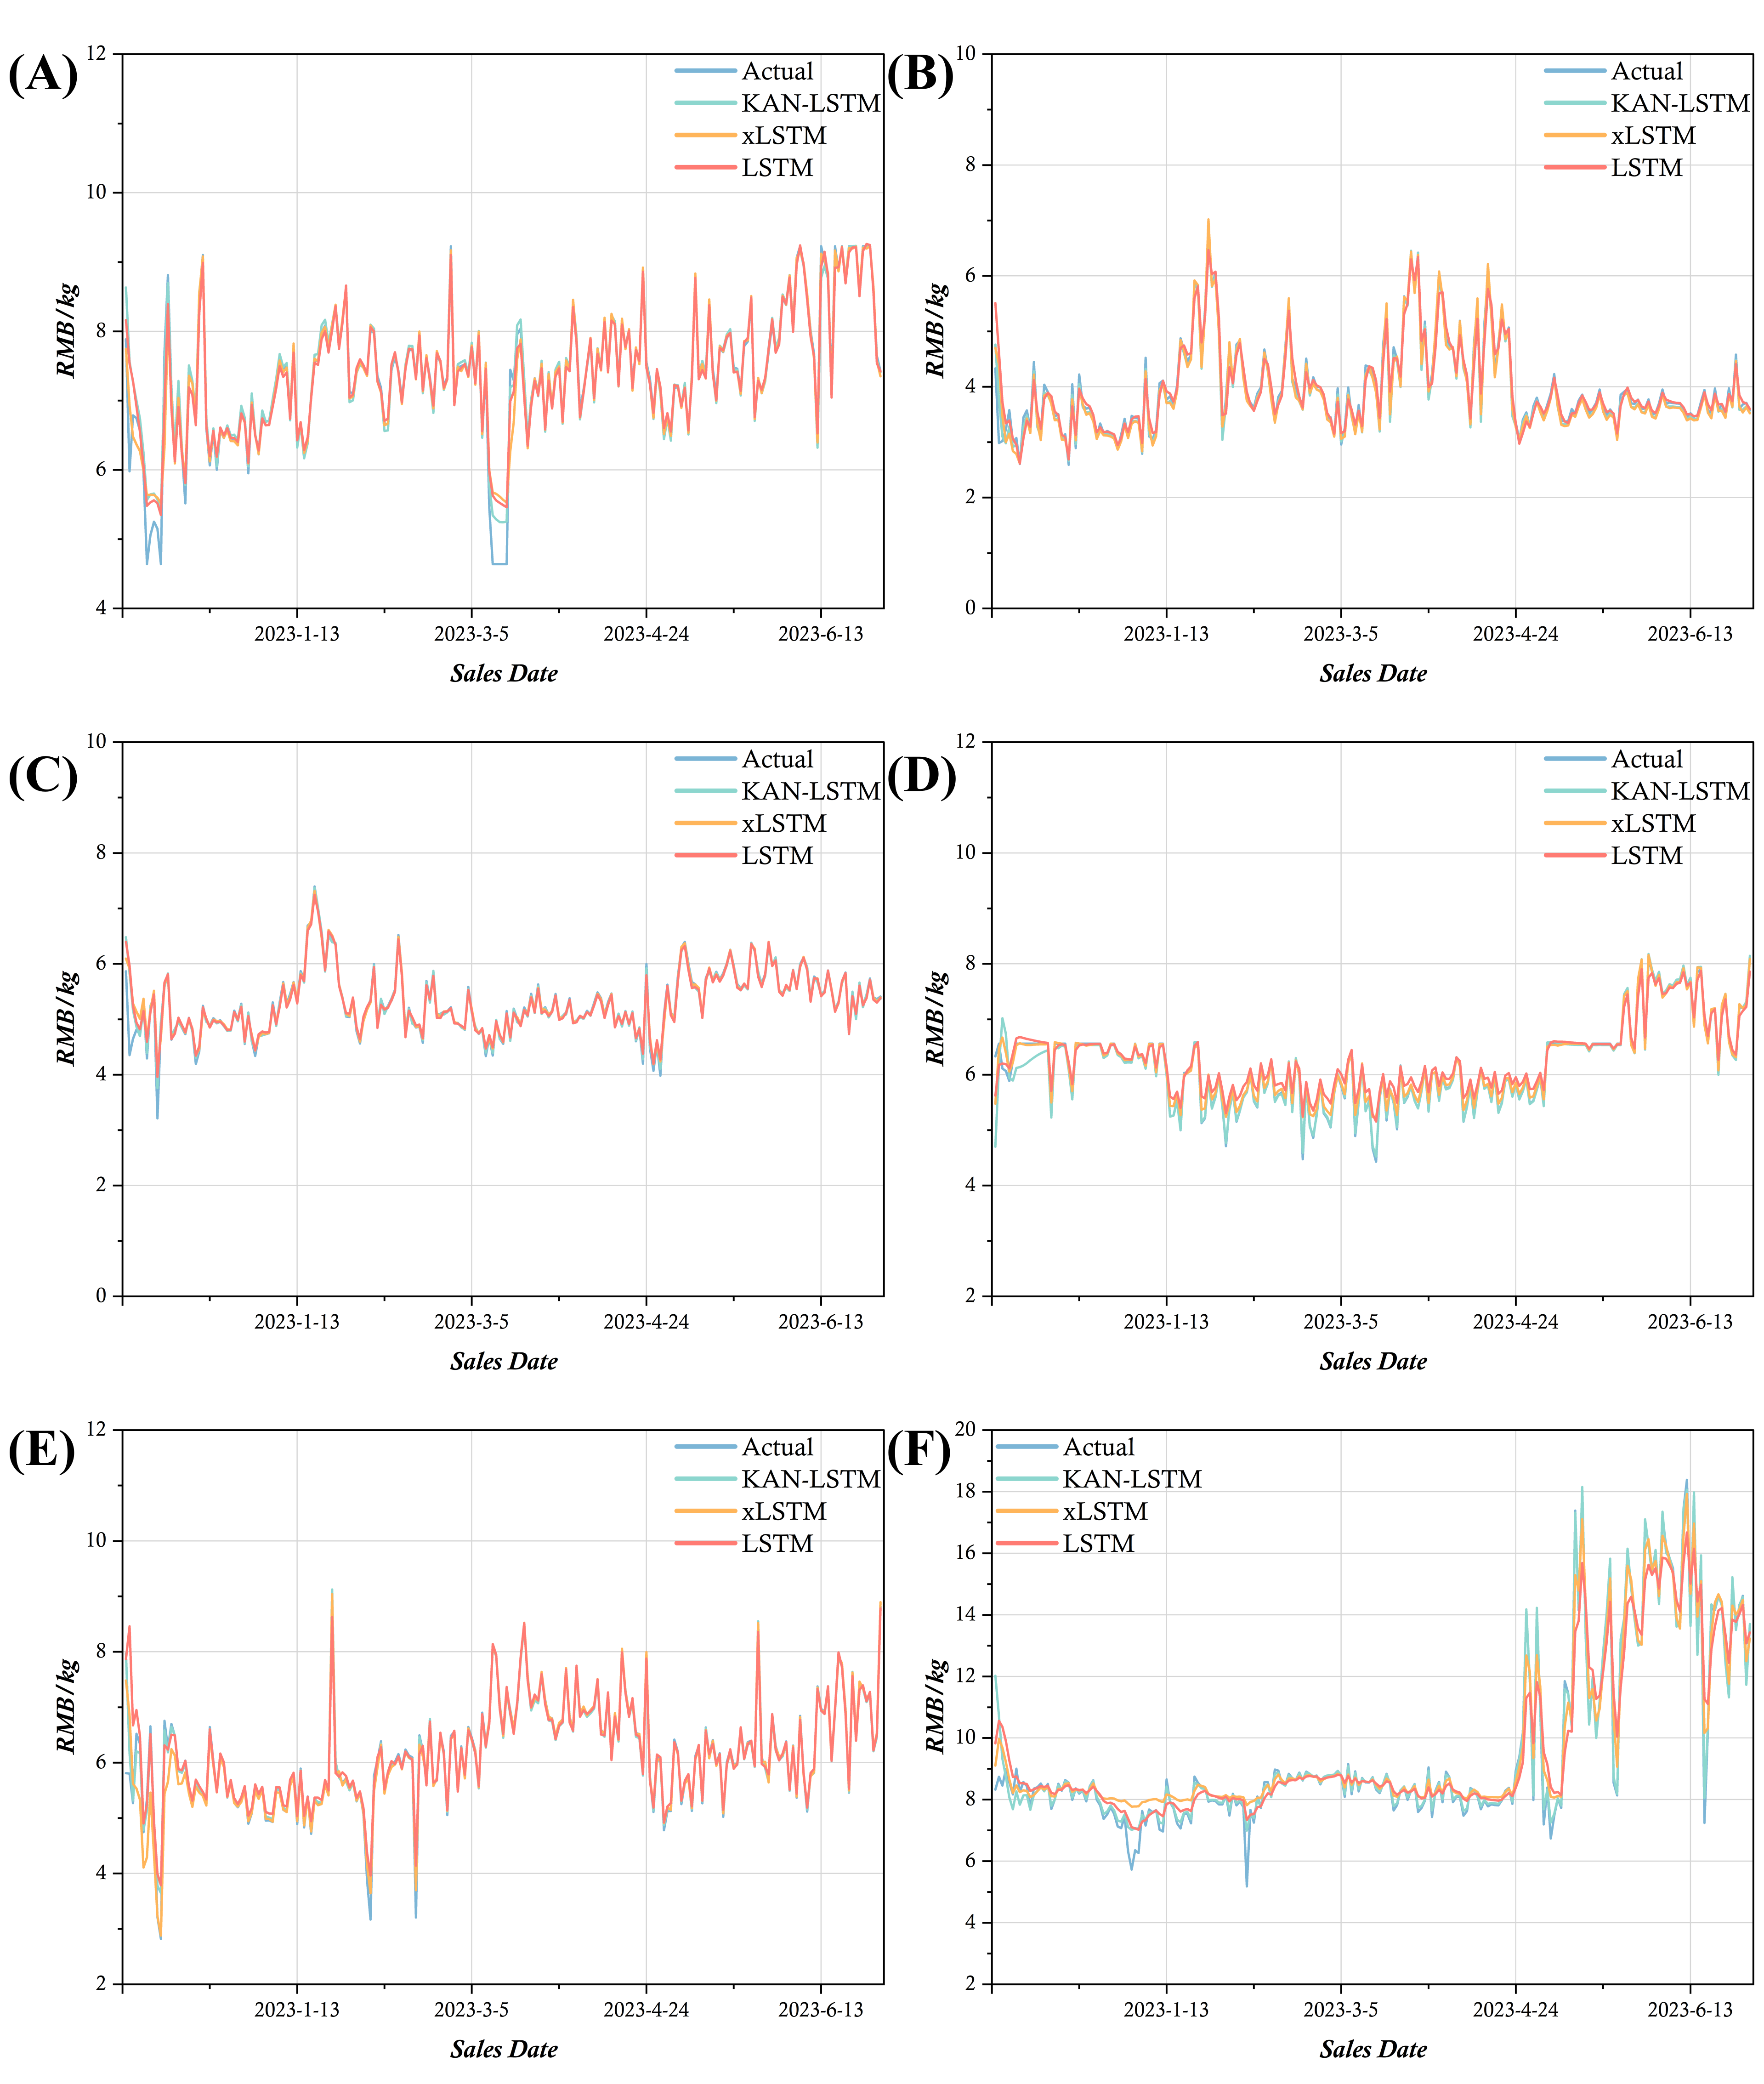 (A)
12
10
8
6
4
RMB/kg
Actual
KAN-LSTM
xLSTM
LSTM
2023-1-13
2023-3-5
2023-4-24
2023-6-13
Sales Date
(B)
10
8
6
4
2
0
RMB/kg
Actual
KAN-LSTM
xLSTM
LSTM
2023-1-13
2023-3-5
2023-4-24
2023-6-13
Sales Date
(C)
10
8
6
4
2
0
RMB/kg
Actual
KAN-LSTM
xLSTM
LSTM
2023-1-13
2023-3-5
2023-4-24
2023-6-13
Sales Date
(D)
12
10
8
6
4
2
RMB/kg
Actual
KAN-LSTM
xLSTM
LSTM
2023-1-13
2023-3-5
2023-4-24
2023-6-13
Sales Date
(E)
12
10
8
6
4
2
RMB/kg
Actual
KAN-LSTM
xLSTM
LSTM
2023-1-13
2023-3-5
2023-4-24
2023-6-13
Sales Date
(F)
20
18
16
14
12
10
8
6
4
2
RMB/kg
Actual
KAN-LSTM
xLSTM
LSTM
2023-1-13
2023-3-5
2023-4-24
2023-6-13
Sales Date